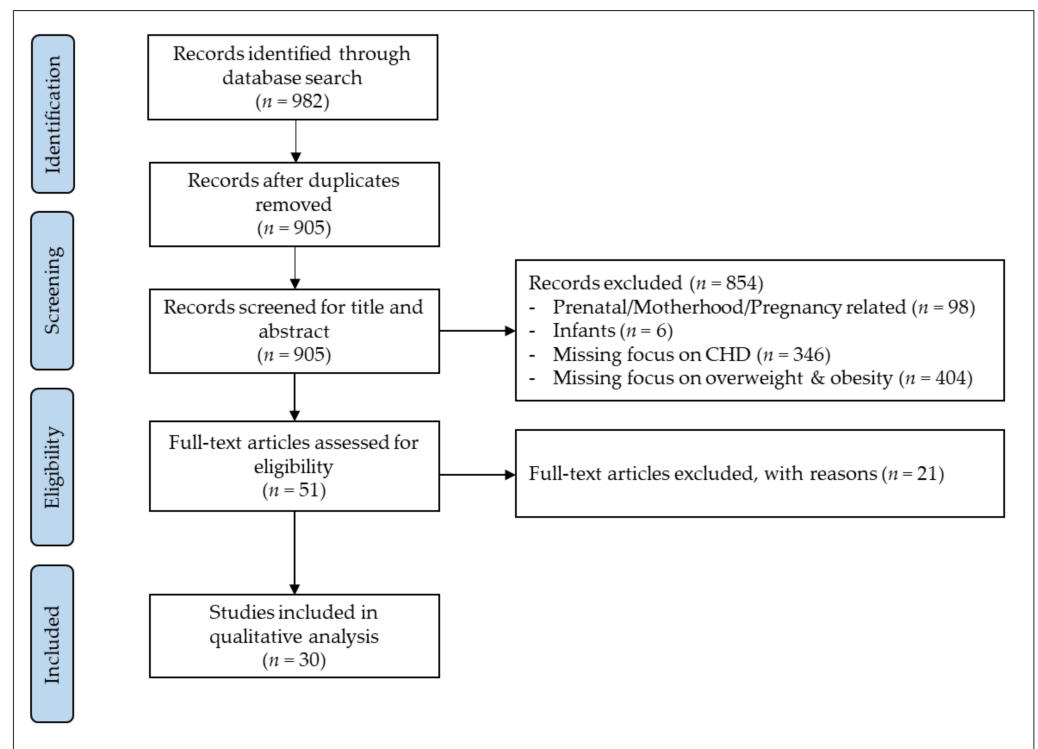 Identification
Records identified through
database search
(n = 982)
Records after duplicates
removed
(n = 905)
Screening
Records screened for title and
abstract
(n = 905)
Records excluded (n = 854)
- Prenatal/Motherhood/Pregnancy related (n = 98)
- Infants (n = 6)
- Missing focus on CHD (n = 346)
- Missing focus on overweight & obesity (n = 404)
Eligibility
Full-text articles assessed for
eligibility
(n = 51)
Full-text articles excluded, with reasons (n = 21)
Included
Studies included in
qualitative analysis
(n = 30)